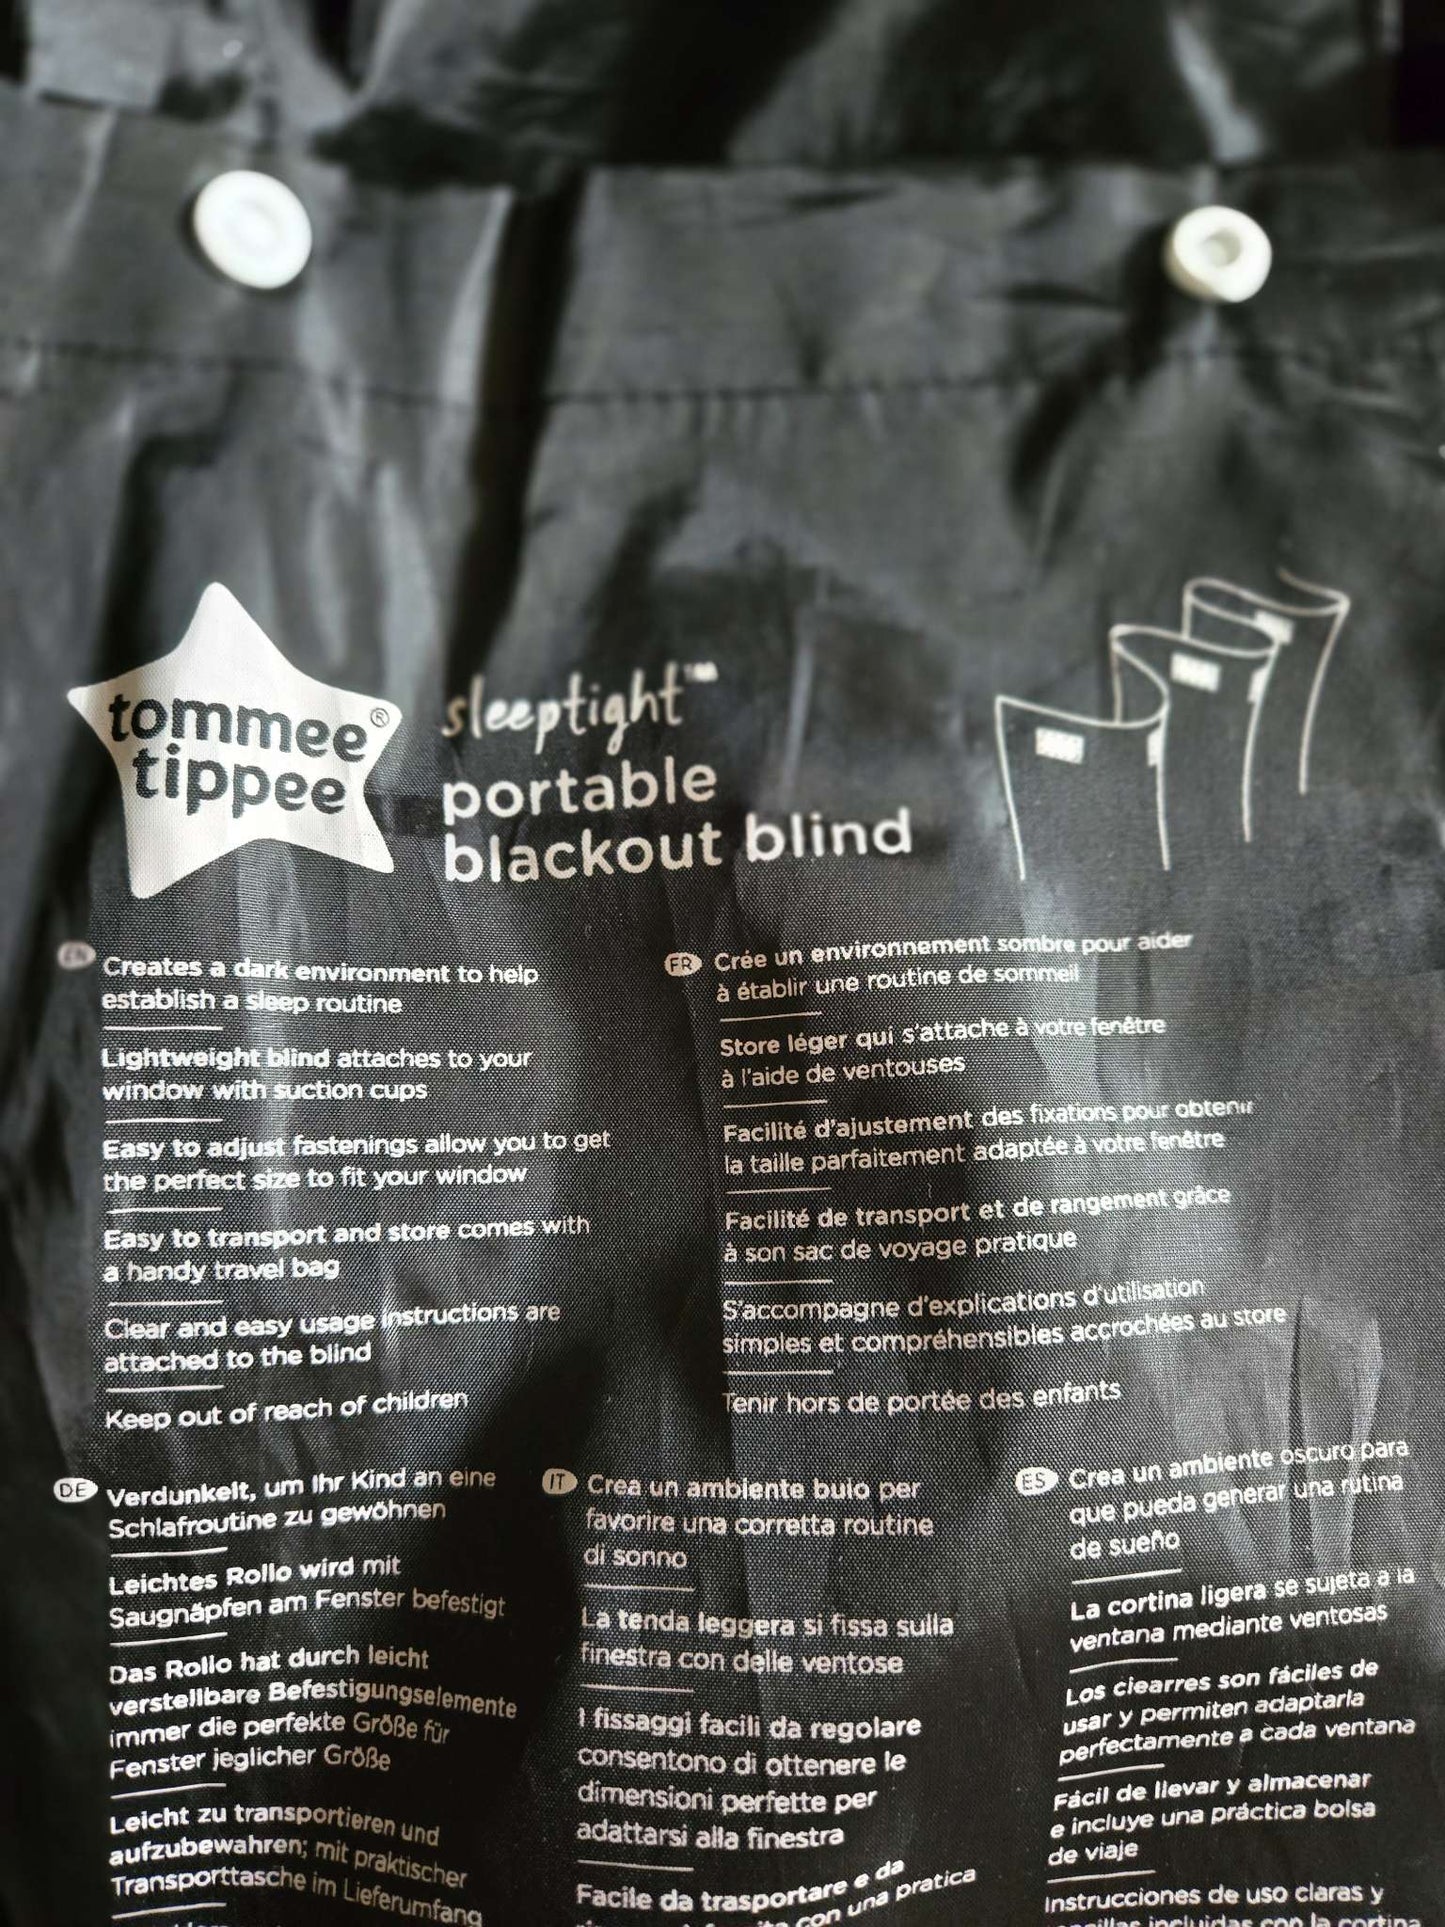 tommee®
tippee
sleeptight™
portable
blackout blind
EN
Creates a dark environment to help
establish a sleep routine
Lightweight blind attaches to your
window with suction cups
Easy to adjust fastenings allow you to get
the perfect size to fit your window
Easy to transport and store comes with
a handy travel bag
Clear and easy usage instructions are
attached to the blind
Keep out of reach of children
FR
Crée un environnement sombre pour aider
à établir une routine de sommeil
Store léger qui s'attache à votre fenêtre
à l'aide de ventouses
Facilité d'ajustement des fixations pour obtenir
la taille parfaitement adaptée à votre fenêtre
Facilité de transport et de rangement grâce
à son sac de voyage pratique
S'accompagne d'explications d'utilisation
simples et compréhensibles accrochées au store
Tenir hors de portée des enfants
DE
Verdunkelt, um Ihr Kind an eine
Schlafroutine zu gewöhnen
Leichtes Rollo wird mit
Saugnäpfen am Fenster befestigt
Das Rollo hat durch leicht
verstellbare Befestigungselemente
immer die perfekte Größe für
Fenster jeglicher Größe
Leicht zu transportieren und
aufzubewahren; mit praktischer
Transporttasche im Lieferumfang
IT
Crea un ambiente buio per
favorire una corretta routine
di sonno
La tenda leggera si fissa sulla
finestra con delle ventose
I fissaggi facili da regolare
consentono di ottenere le
dimensioni perfette per
adattarsi alla finestra
Facile da trasportare e da
con una pratica
ES
Crea un ambiente oscuro para
que pueda generar una rutina
de sueño
La cortina ligera se sujeta a la
ventana mediante ventosas
Los ciearres son fáciles de
usar y permiten adaptarla
perfectamente a cada ventana
Fácil de llevar y almacenar
e incluye una práctica bolsa
de viaje
Instrucciones de uso claras y